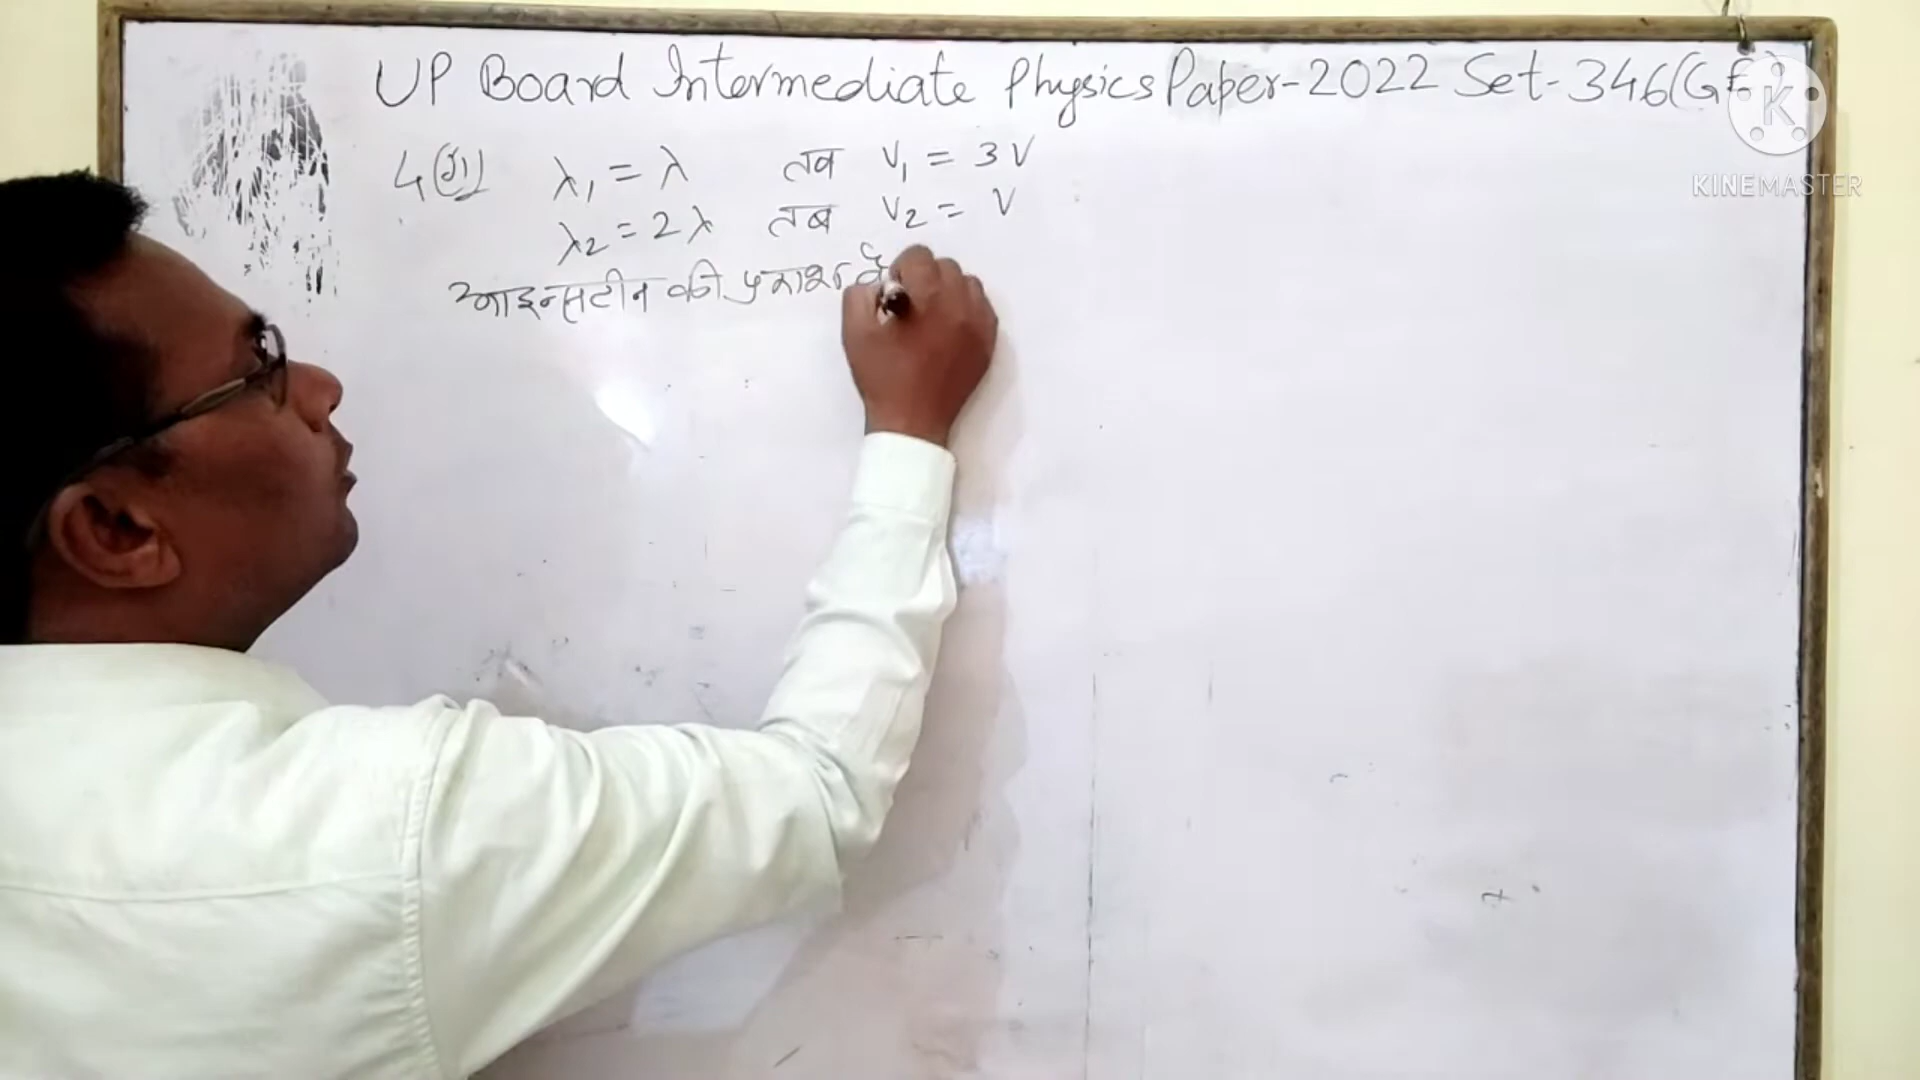 UP Board Intermediate Physics Paper-2022 Set-346(GE)
4(ग) λ₁ = λ तब V₁ = 3V
λ₂ = 2λ तब V₂ = V
आइन्सटीन की प्रकाश
KINEMASTER